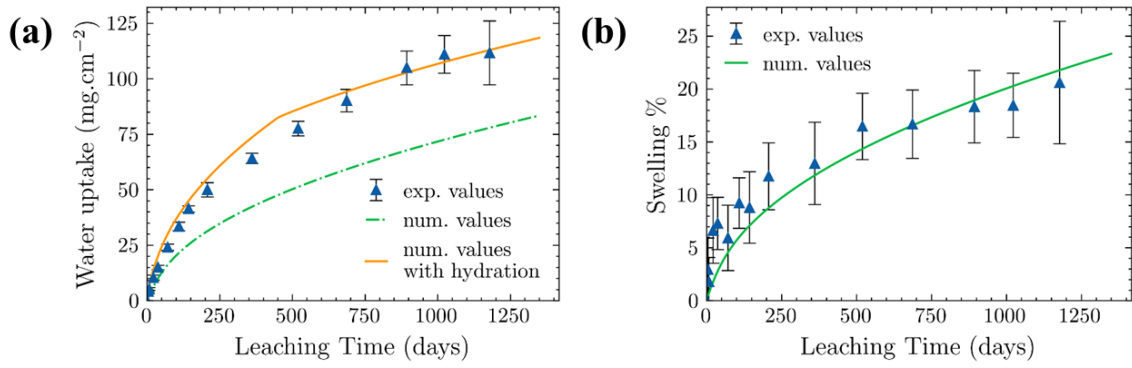 (a)
Water uptake (mg.cm⁻²)
125
100
75
50
25
0
exp. values
num. values
num. values
with hydration
0 250 500 750 1000 1250
Leaching Time (days)
(b)
Swelling %
25
20
15
10
5
0
exp. values
num. values
0 250 500 750 1000 1250
Leaching Time (days)